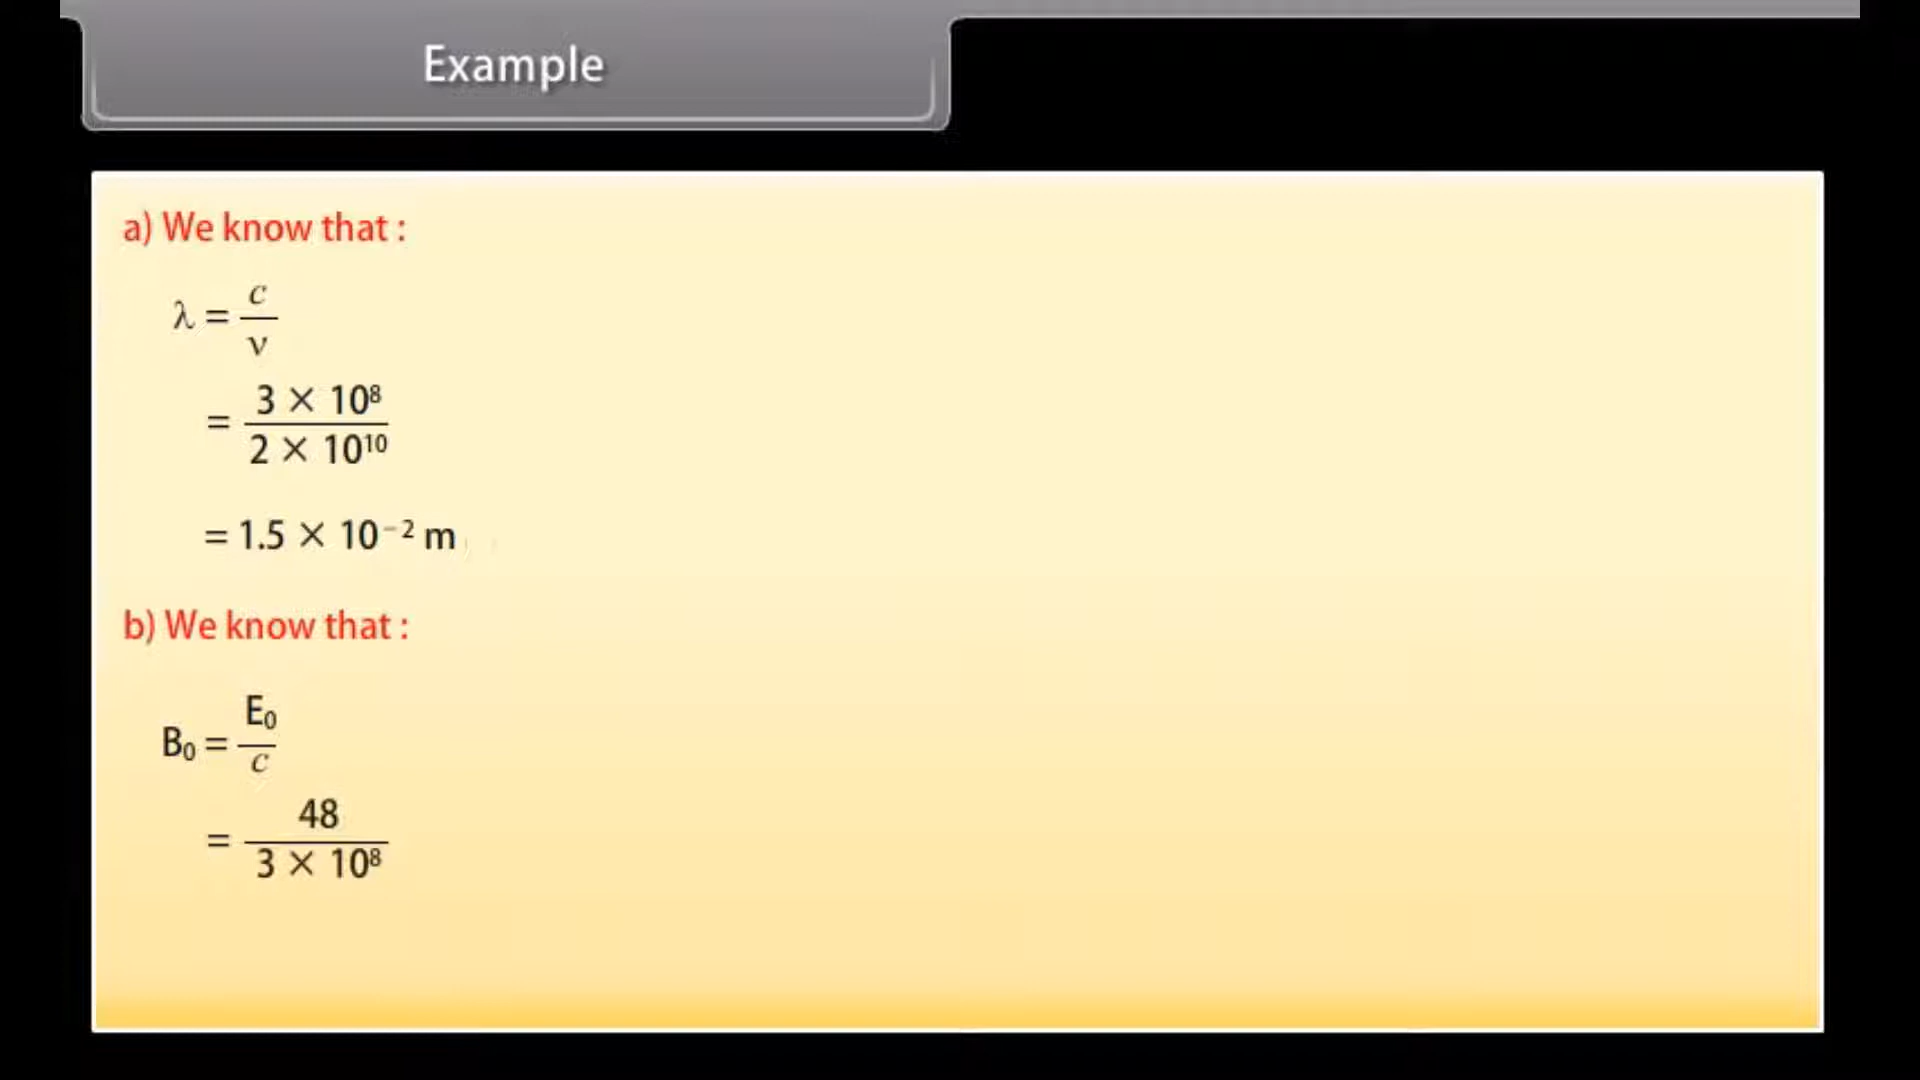 Example
a) We know that :
λ = c / ν
= 3 × 10⁸ / 2 × 10¹⁰
= 1.5 × 10⁻² m
b) We know that :
B₀ = E₀ / c
= 48 / 3 × 10⁸